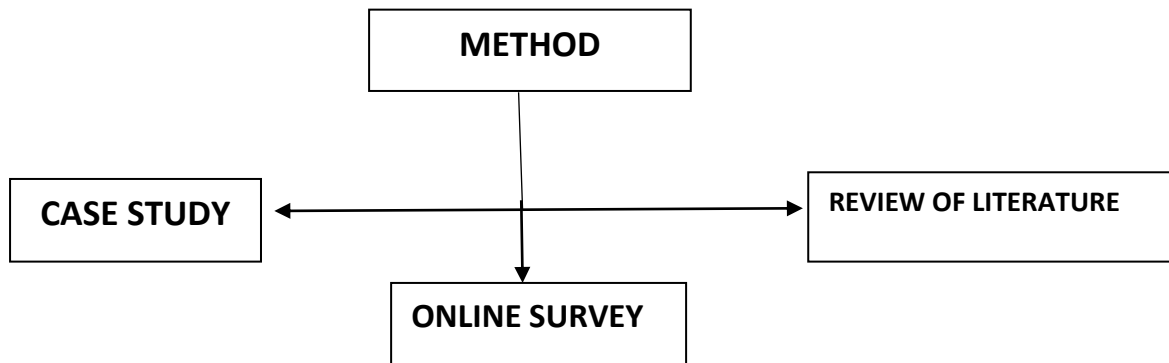 METHOD
CASE STUDY
REVIEW OF LITERATURE
ONLINE SURVEY